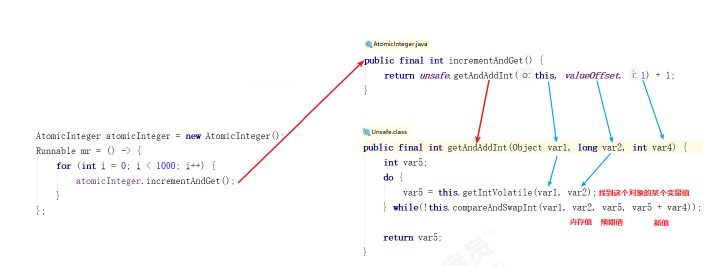 AtomicInteger.java
public final int incrementAndGet() {
return unsafe.getAndAddInt( o: this, valueOffset, i: 1) + 1;
}
AtomicInteger atomicInteger = new AtomicInteger();
Runnable mr = () -> {
for (int i = 0; i < 1000; i++) {
atomicInteger.incrementAndGet();
}
};
Unsafe.class
public final int getAndAddInt(Object var1, long var2, int var4) {
int var5;
do {
var5 = this.getIntVolatile(var1, var2); 找到这个对象的某个变量值
} while(!this.compareAndSwapInt(var1, var2, var5, var5 + var4));
内存值 预期值 新值
return var5;
}